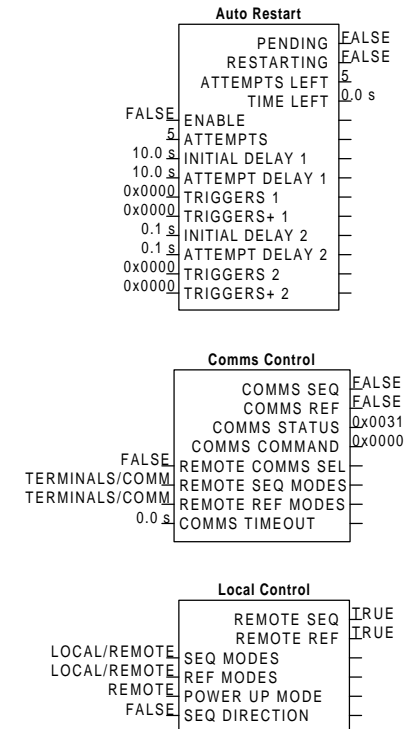 Auto Restart
PENDING FALSE
RESTARTING FALSE
ATTEMPTS LEFT 5
TIME LEFT 0.0 s
FALSE ENABLE
5 ATTEMPTS
10.0 s INITIAL DELAY 1
10.0 s ATTEMPT DELAY 1
0x0000 TRIGGERS 1
0x0000 TRIGGERS+ 1
0.1 s INITIAL DELAY 2
0.1 s ATTEMPT DELAY 2
0x0000 TRIGGERS 2
0x0000 TRIGGERS+ 2
Comms Control
COMMS SEQ FALSE
COMMS REF FALSE
COMMS STATUS 0x0031
COMMS COMMAND 0x0000
FALSE REMOTE COMMS SEL
TERMINALS/COMM REMOTE SEQ MODES
TERMINALS/COMM REMOTE REF MODES
0.0 s COMMS TIMEOUT
Local Control
REMOTE SEQ TRUE
REMOTE REF TRUE
LOCAL/REMOTE SEQ MODES
LOCAL/REMOTE REF MODES
REMOTE POWER UP MODE
FALSE SEQ DIRECTION